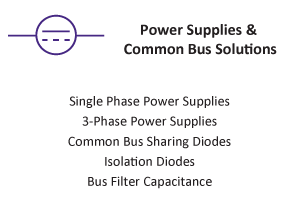 Power Supplies &
Common Bus Solutions
Single Phase Power Supplies
3-Phase Power Supplies
Common Bus Sharing Diodes
Isolation Diodes
Bus Filter Capacitance